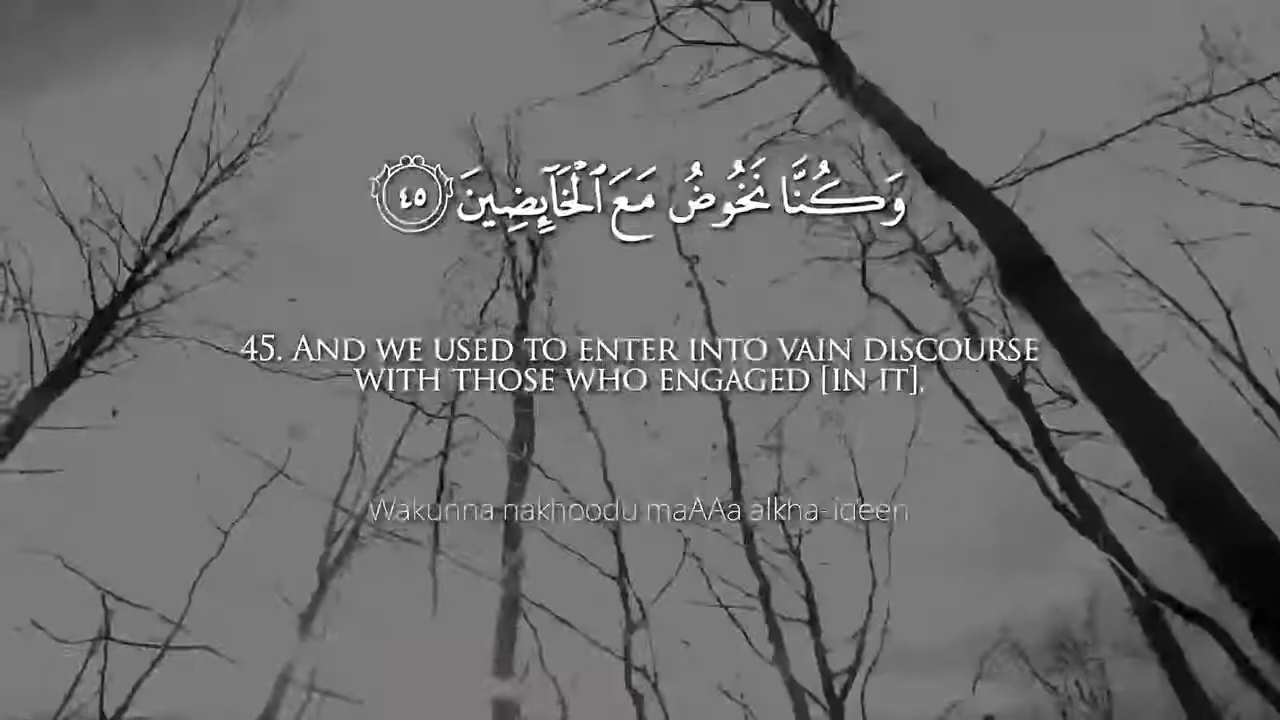 وَكُنَّا نَخُوضُ مَعَ ٱلْخَآئِضِينَ ٤٥
45. And we used to enter into vain discourse
with those who engaged [in it],
Wakunna nakhoodu maAAa alkha-ideen